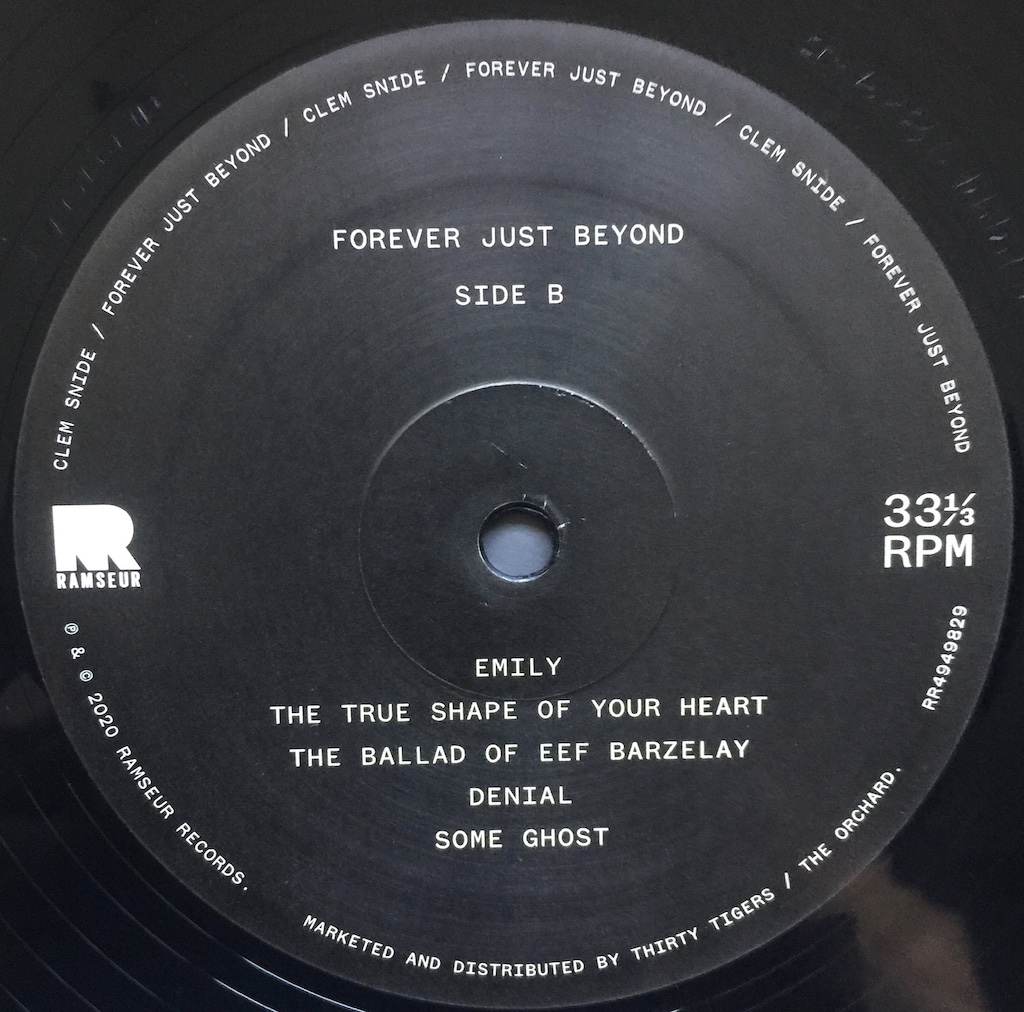 CLEM SNIDE / FOREVER JUST BEYOND / CLEM SNIDE / FOREVER JUST BEYOND / CLEM SNIDE / FOREVER JUST BEYOND
FOREVER JUST BEYOND
SIDE B
RAMSEUR
33⅓
RPM
EMILY
THE TRUE SHAPE OF YOUR HEART
THE BALLAD OF EEF BARZELAY
DENIAL
SOME GHOST
℗ & © 2020 RAMSEUR RECORDS.
MARKETED AND DISTRIBUTED BY THIRTY TIGERS / THE ORCHARD.
RR4949829